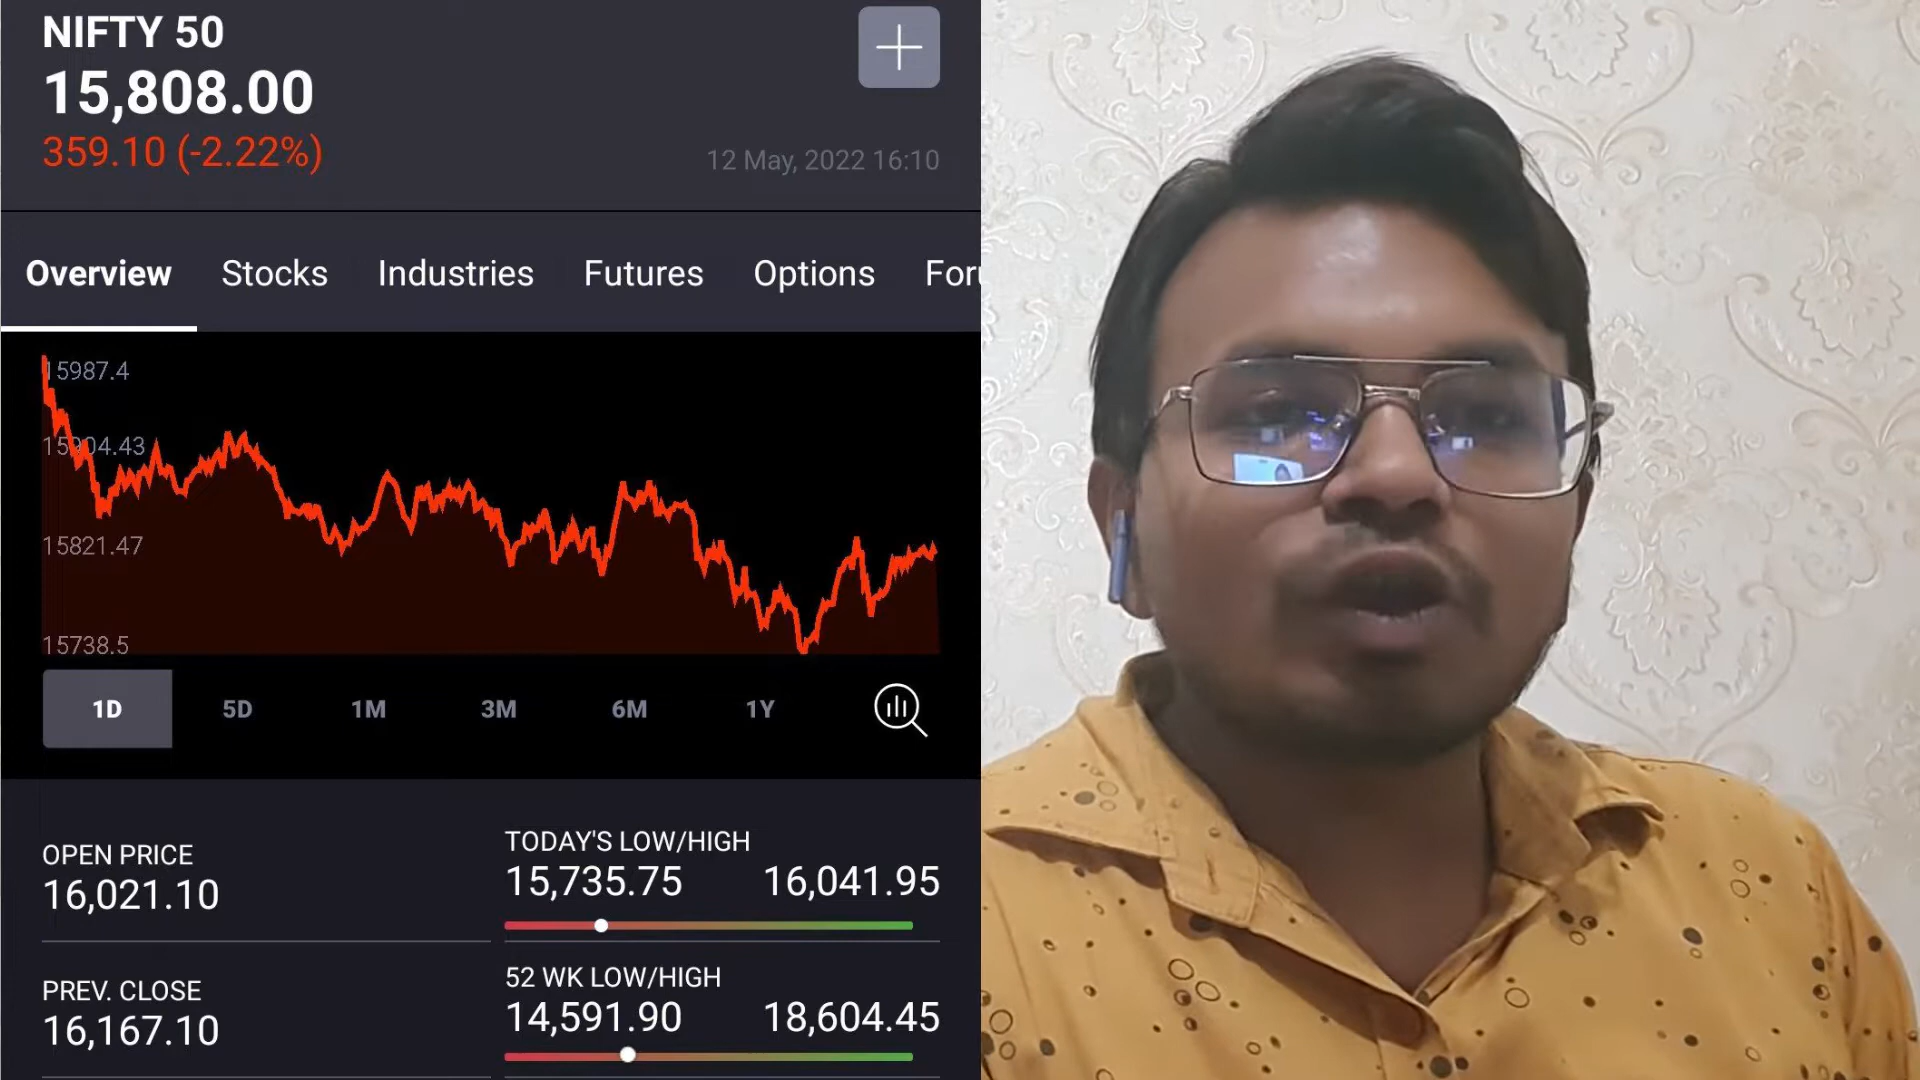 NIFTY 50
15,808.00
359.10 (-2.22%)
12 May, 2022 16:10
Overview Stocks Industries Futures Options Foru
15987.4
15904.43
15821.47
15738.5
1D 5D 1M 3M 6M 1Y
OPEN PRICE
16,021.10
TODAY'S LOW/HIGH
15,735.75 16,041.95
PREV. CLOSE
16,167.10
52 WK LOW/HIGH
14,591.90 18,604.45